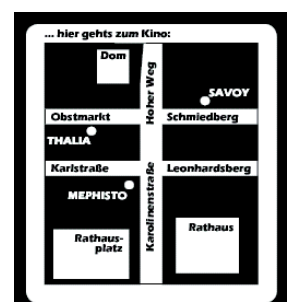 ... hier gehts zum Kino:
Dom
Hoher Weg
SAVOY
Obstmarkt
Schmiedberg
THALIA
Karlstraße
Leonhardsberg
MEPHISTO
Karolinenstraße
Rathaus-
platz
Rathaus